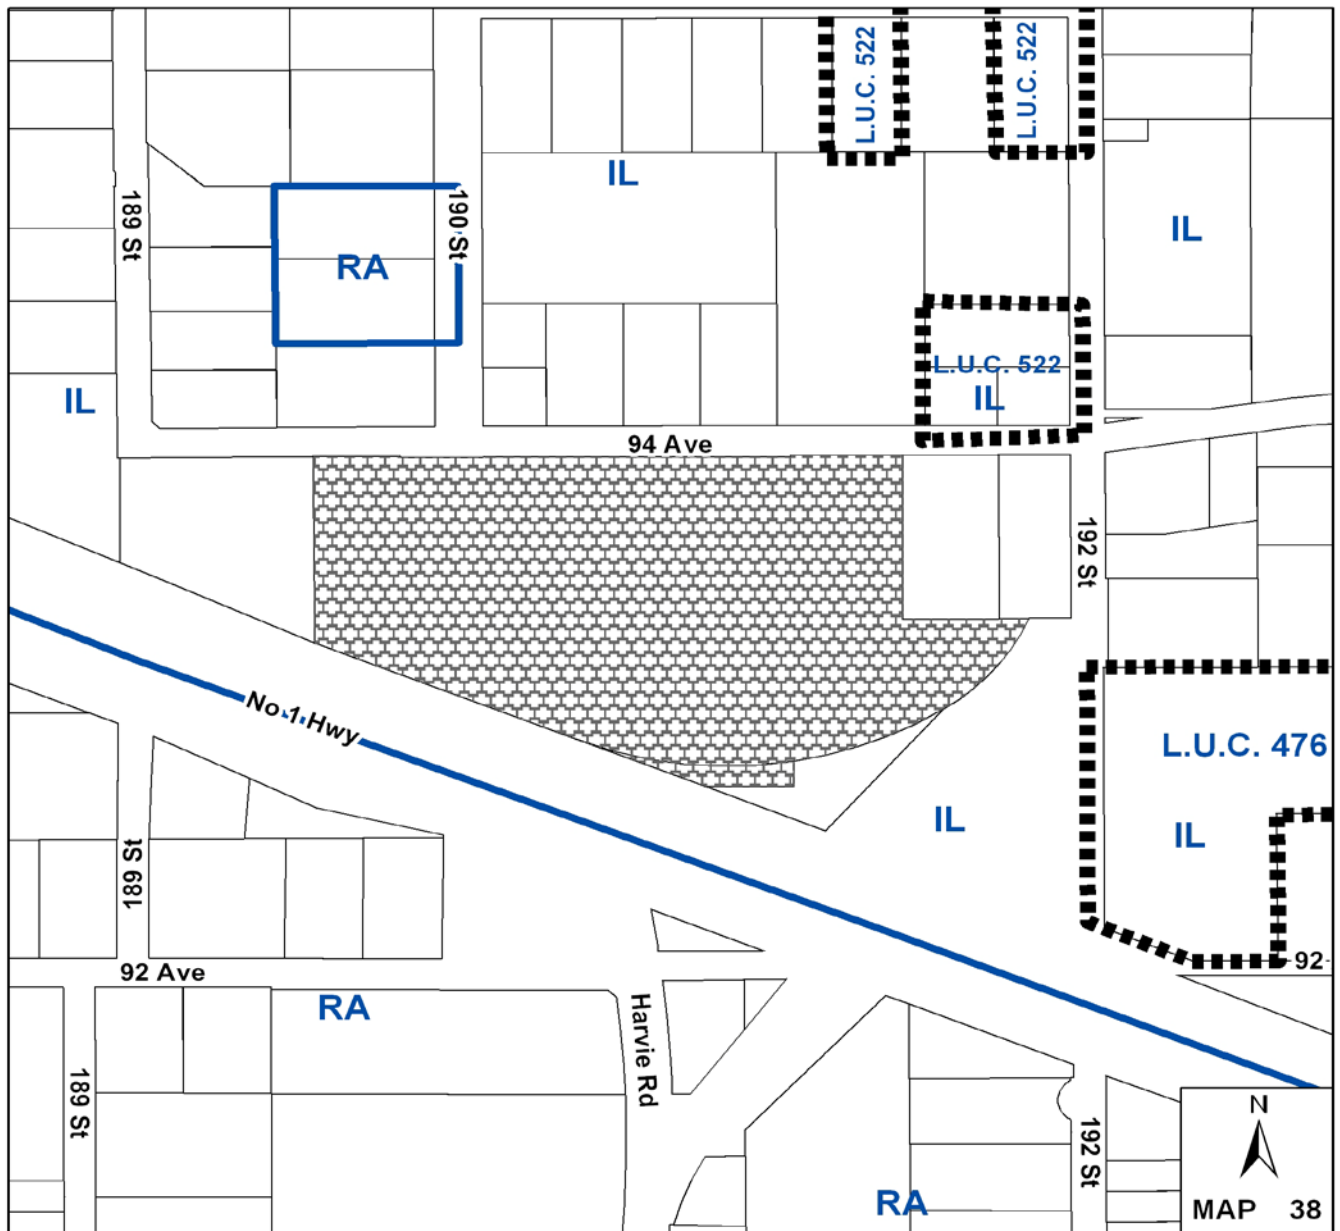 L.U.C. 522
L.U.C. 522
IL
189 St
190 St
IL
RA
L.U.C. 522
IL
IL
94 Ave
192 St
No 1 Hwy
L.U.C. 476
IL
IL
189 St
92
92 Ave
RA
Harvie Rd
189 St
192 St
N
RA
MAP 38